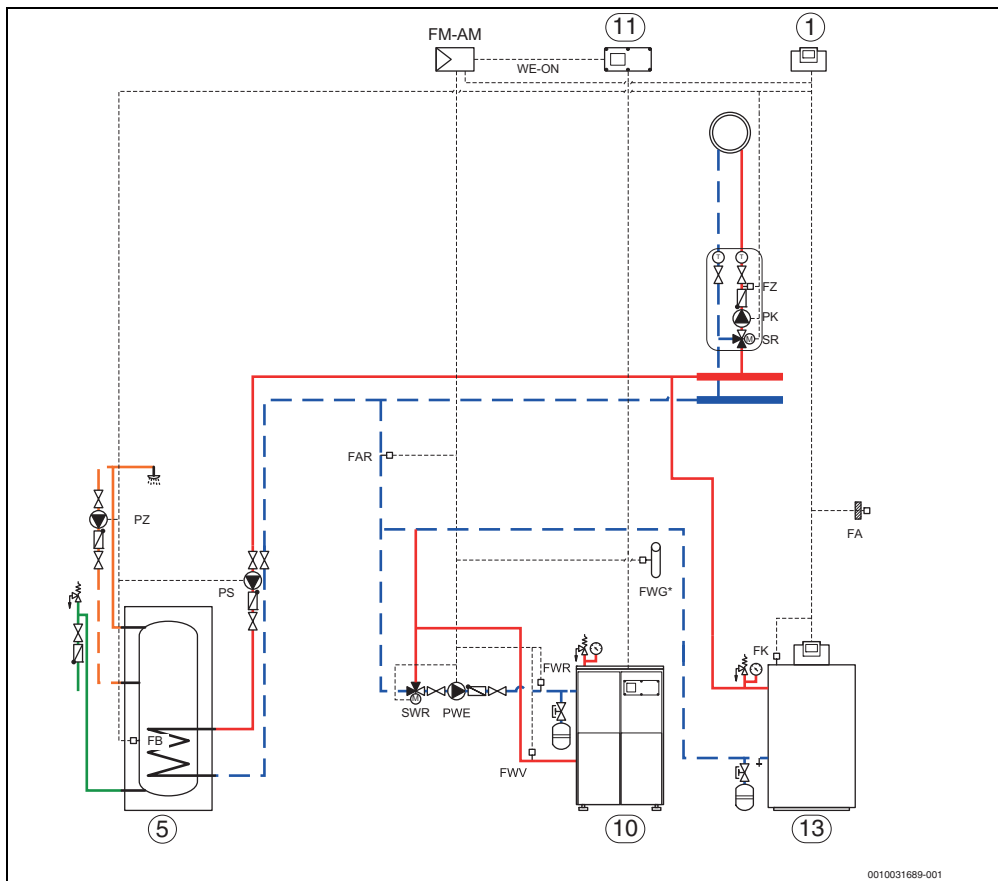 FM-AM
11
1
WE-ON
T
T
FZ
PK
M
SR
FAR
PZ
FA
FWG*
PS
FK
FWR
M
SWR
PWE
FB
FWV
5
10
13
0010031689-001